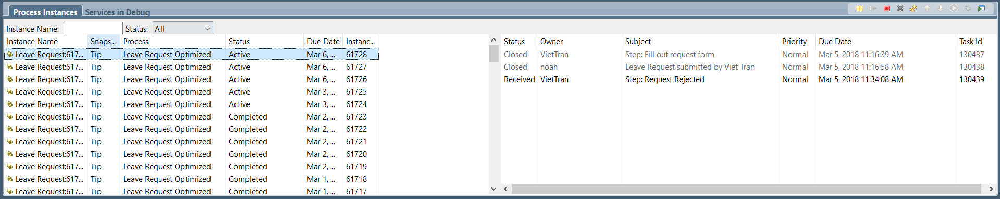 Process Instances Services in Debug
Instance Name: Status: All
Instance Name Snaps... Process Status Due Date Instanc...
Leave Request:617... Tip Leave Request Optimized Active Mar 6, ... 61728
Leave Request:617... Tip Leave Request Optimized Active Mar 6, ... 61727
Leave Request:617... Tip Leave Request Optimized Active Mar 6, ... 61726
Leave Request:617... Tip Leave Request Optimized Active Mar 3, ... 61725
Leave Request:617... Tip Leave Request Optimized Active Mar 3, ... 61724
Leave Request:617... Tip Leave Request Optimized Completed Mar 2, ... 61723
Leave Request:617... Tip Leave Request Optimized Completed Mar 2, ... 61722
Leave Request:617... Tip Leave Request Optimized Completed Mar 2, ... 61721
Leave Request:617... Tip Leave Request Optimized Completed Mar 2, ... 61720
Leave Request:617... Tip Leave Request Optimized Completed Mar 2, ... 61719
Leave Request:617... Tip Leave Request Optimized Completed Mar 1, ... 61718
Leave Request:617... Tip Leave Request Optimized Completed Mar 1, ... 61717
Status Owner Subject Priority Due Date Task Id
Closed VietTran Step: Fill out request form Normal Mar 5, 2018 11:16:39 AM 130437
Closed noah Leave Request submitted by Viet Tran Normal Mar 5, 2018 11:16:58 AM 130438
Received VietTran Step: Request Rejected Normal Mar 5, 2018 11:34:08 AM 130439